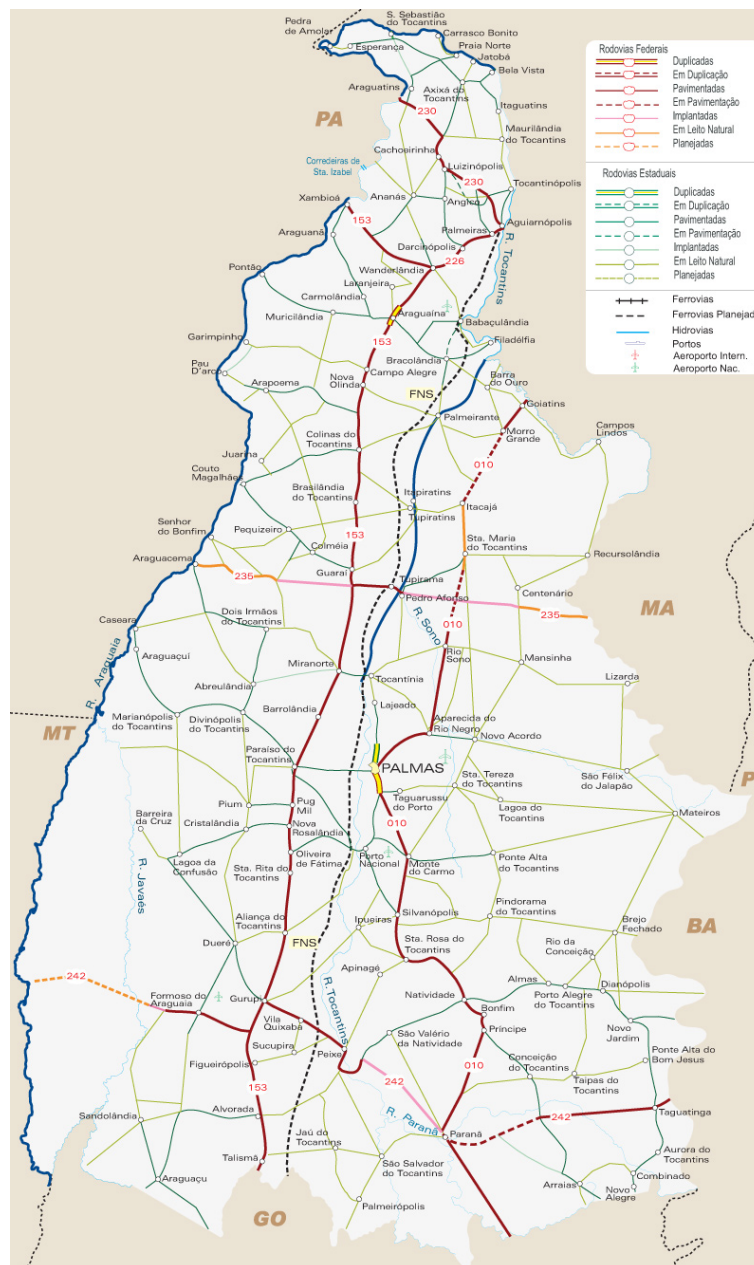 Pedra
de Amolar
S. Sebastião
do Tocantins
Carrasco Bonito
Esperança
Praia Norte
Jatobá
Bela Vista
Araguatins
Axixá do
Tocantins
Itaguatins
230
PA
Maurilândia
do Tocantins
Cachoeirinha
Corredeiras de
Sta. Izabel
Luzinópolis
230
Tocantinópolis
Xambioá
Ananás
Angico
Aguiarnópolis
153
Palmeiras
Araguanã
Darcinópolis
R. Tocantins
226
Wanderlândia
Pontão
Laranjeira
Carmolândia
Muricilândia
Araguaína
Babaçulândia
153
Filadélfia
Garimpinho
Bracolândia
Pau
D'arco
Campo Alegre
Nova
Olinda
Barra
do Ouro
Arapoema
FNS
Goiatins
Palmeirante
Morro
Grande
Campos
Lindos
Colinas do
Tocantins
Juarina
010
Couto
Magalhães
Brasilândia
do Tocantins
Itapiratins
Tupiratins
Itacajá
Senhor
do Bonfim
Pequizeiro
153
Colméia
Sta. Maria
do Tocantins
Recursolândia
Araguacema
Guaraí
235
Tupirama
Pedro Afonso
Centenário
MA
235
Caseara
Dois Irmãos
do Tocantins
010
R. Sono
Araguaçuí
Rio
Sono
Miranorte
Mansinha
R. Araguaia
Abreulândia
Tocantínia
Lizarda
Lajeado
Marianópolis
do Tocantins
Divinópolis
do Tocantins
Barrolândia
Aparecida do
Rio Negro
Novo Acordo
MT
Paraíso do
Tocantins
PALMAS
São Félix
do Jalapão
P
Sta. Tereza
do Tocantins
Taguarussu
do Porto
Lagoa do
Tocantins
Pium
Pug
Mil
Mateiros
Barreira
da Cruz
Cristalândia
Nova
Rosalândia
010
R. Javaés
Lagoa da
Confusão
Oliveira
de Fátima
Porto
Nacional
Monte
do Carmo
Ponte Alta
do Tocantins
Sta. Rita do
Tocantins
Aliança do
Tocantins
Silvanópolis
Pindorama
do Tocantins
Ipueiras
Brejo
Fechado
BA
Dueré
FNS
Sta. Rosa do
Tocantins
Rio da
Conceição
242
Apinagé
R. Tocantins
Almas
Dianópolis
Formoso do
Araguaia
Gurupi
Natividade
Porto Alegre
do Tocantins
Bonfim
Vila
Quixabá
Príncipe
Novo
Jardim
São Valério
da Natividade
Sucupira
Peixe
Ponte Alta do
Bom Jesus
Figueirópolis
Conceição
do Tocantins
242
010
Taipas do
Tocantins
153
Sandolândia
Alvorada
R. Paranã
242
Taguatinga
Paranã
Jaú do
Tocantins
Talismã
São Salvador
do Tocantins
Aurora do
Tocantins
Combinado
Araguaçu
Arraias
Novo
Alegre
Palmeirópolis
GO
Rodovias Federais
Duplicadas
Em Duplicação
Pavimentadas
Em Pavimentação
Implantadas
Em Leito Natural
Planejadas
Rodovias Estaduais
Duplicadas
Em Duplicação
Pavimentadas
Em Pavimentação
Implantadas
Em Leito Natural
Planejadas
Ferrovias
Ferrovias Planejad
Hidrovias
Portos
Aeroporto Intern.
Aeroporto Nac.